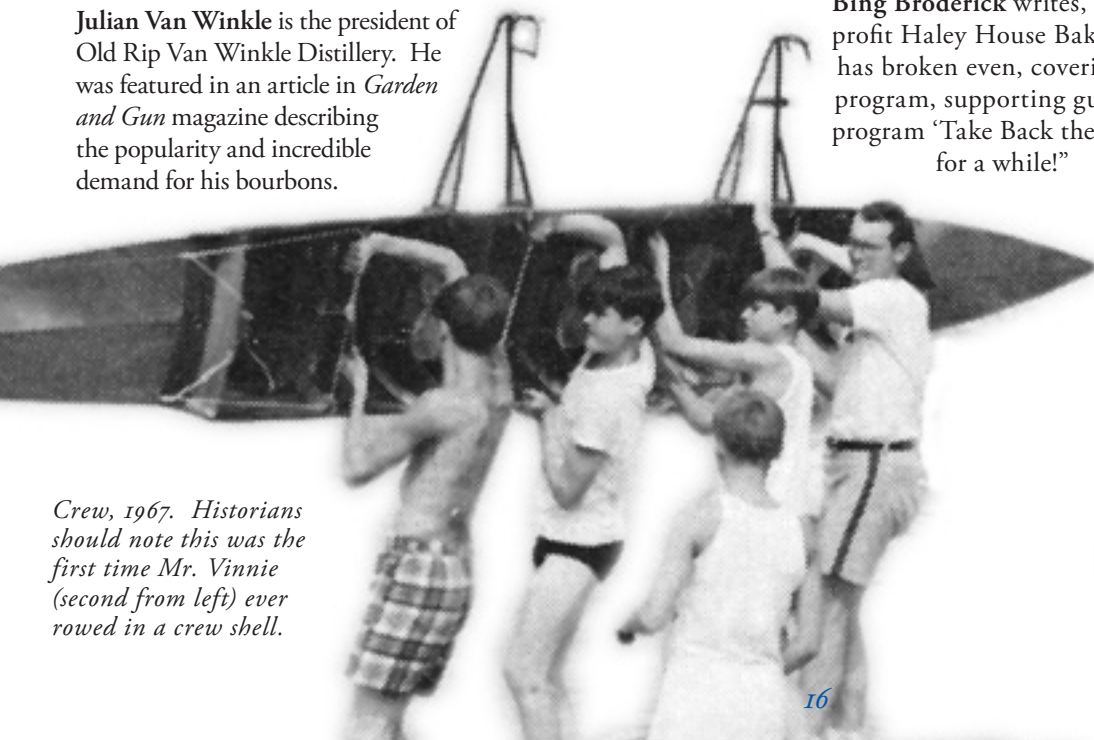 Julian Van Winkle is the president of
Old Rip Van Winkle Distillery. He
was featured in an article in Garden
and Gun magazine describing
the popularity and incredible
demand for his bourbons.
Bing Broderick writes,
profit Haley House Bak
has broken even, coveri
program, supporting gu
program ‘Take Back the
for a while!”
Crew, 1967. Historians
should note this was the
first time Mr. Vinnie
(second from left) ever
rowed in a crew shell.
16